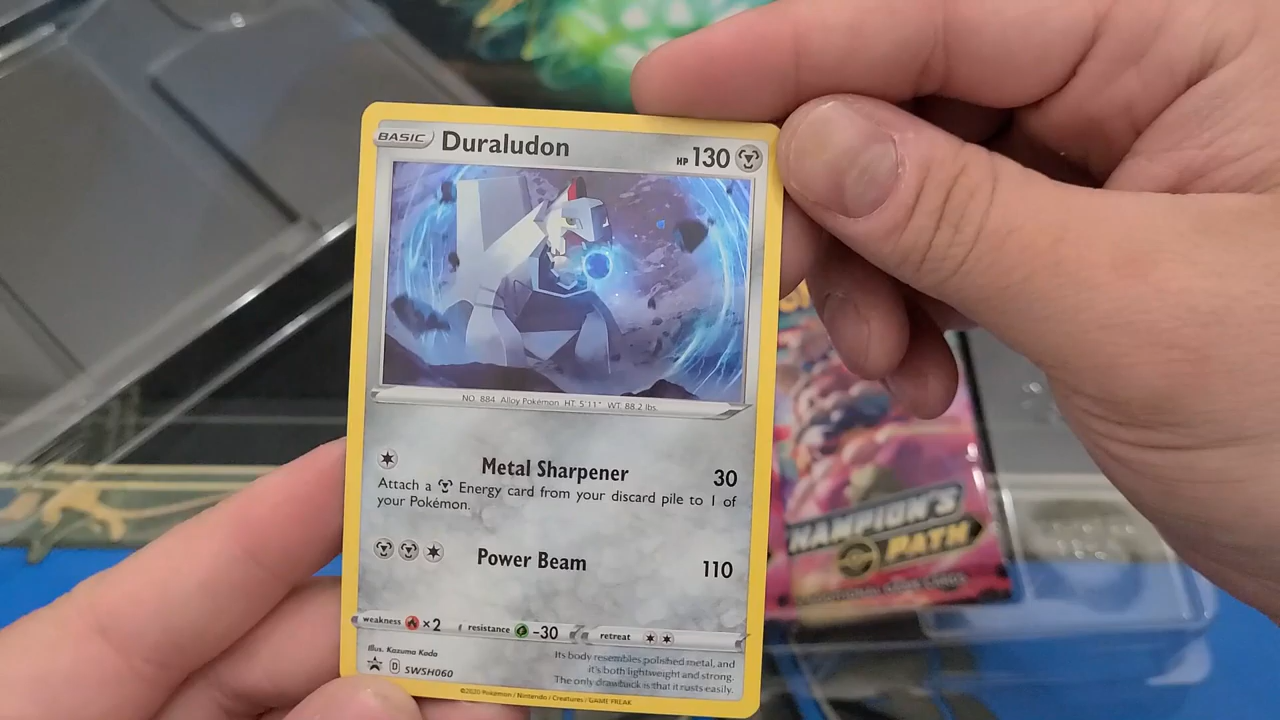 BASIC Duraludon HP 130
NO. 884 Alloy Pokémon HT: 5'11" WT: 88.2 lbs.
Metal Sharpener 30
Attach a Energy card from your discard pile to 1 of
your Pokémon.
Power Beam 110
weakness ×2 resistance -30 retreat
Illus. Kazuma Koda
D SWSH060
Its body resembles polished metal, and
it's both lightweight and strong.
The only drawback is that it rusts easily.
©2020 Pokémon / Nintendo / Creatures / GAME FREAK
HAMPION'S
PATH